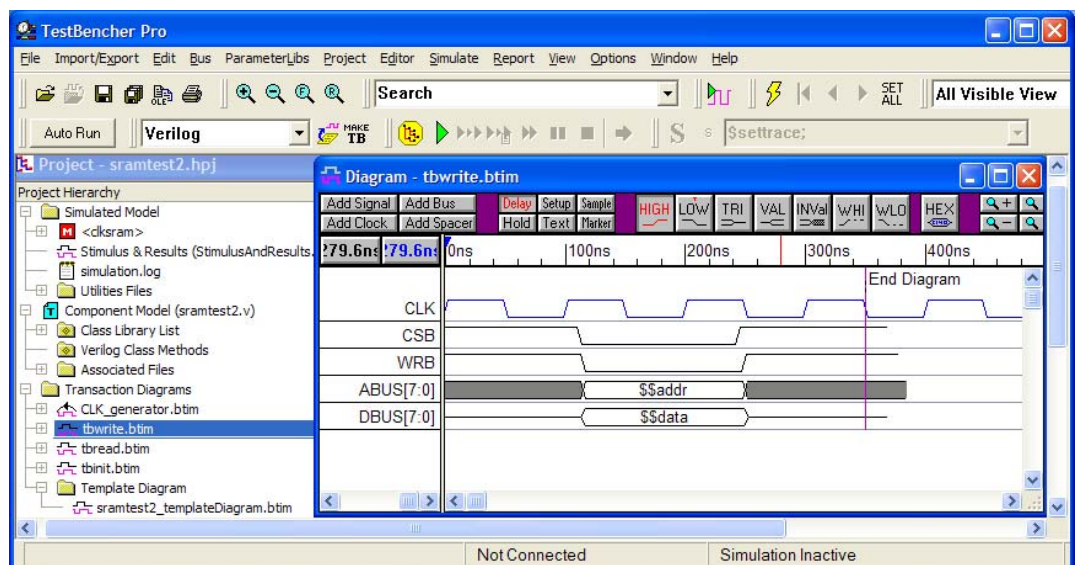 TestBencher Pro
File Import/Export Edit Bus ParameterLibs Project Editor Simulate Report View Options Window Help
Search SET ALL All Visible View
Auto Run Verilog MAKE TB S s $settrace;
Project - sramtest2.hpj
Project Hierarchy
Simulated Model
M <clksram>
Stimulus & Results (StimulusAndResults.
simulation.log
Utilities Files
Component Model (sramtest2.v)
Class Library List
Verilog Class Methods
Associated Files
Transaction Diagrams
CLK_generator.btim
tbwrite.btim
tbread.btim
tbinit.btim
Template Diagram
sramtest2_templateDiagram.btim
Diagram - tbwrite.btim
Add Signal Add Bus Delay Setup Sample HIGH LOW TRI VAL INVal WHI WLO HEX
Add Clock Add Spacer Hold Text Marker
279.6ns 279.6ns 0ns 100ns 200ns 300ns 400ns
End Diagram
CLK
CSB
WRB
ABUS[7:0] $$addr
DBUS[7:0] $$data
Not Connected Simulation Inactive